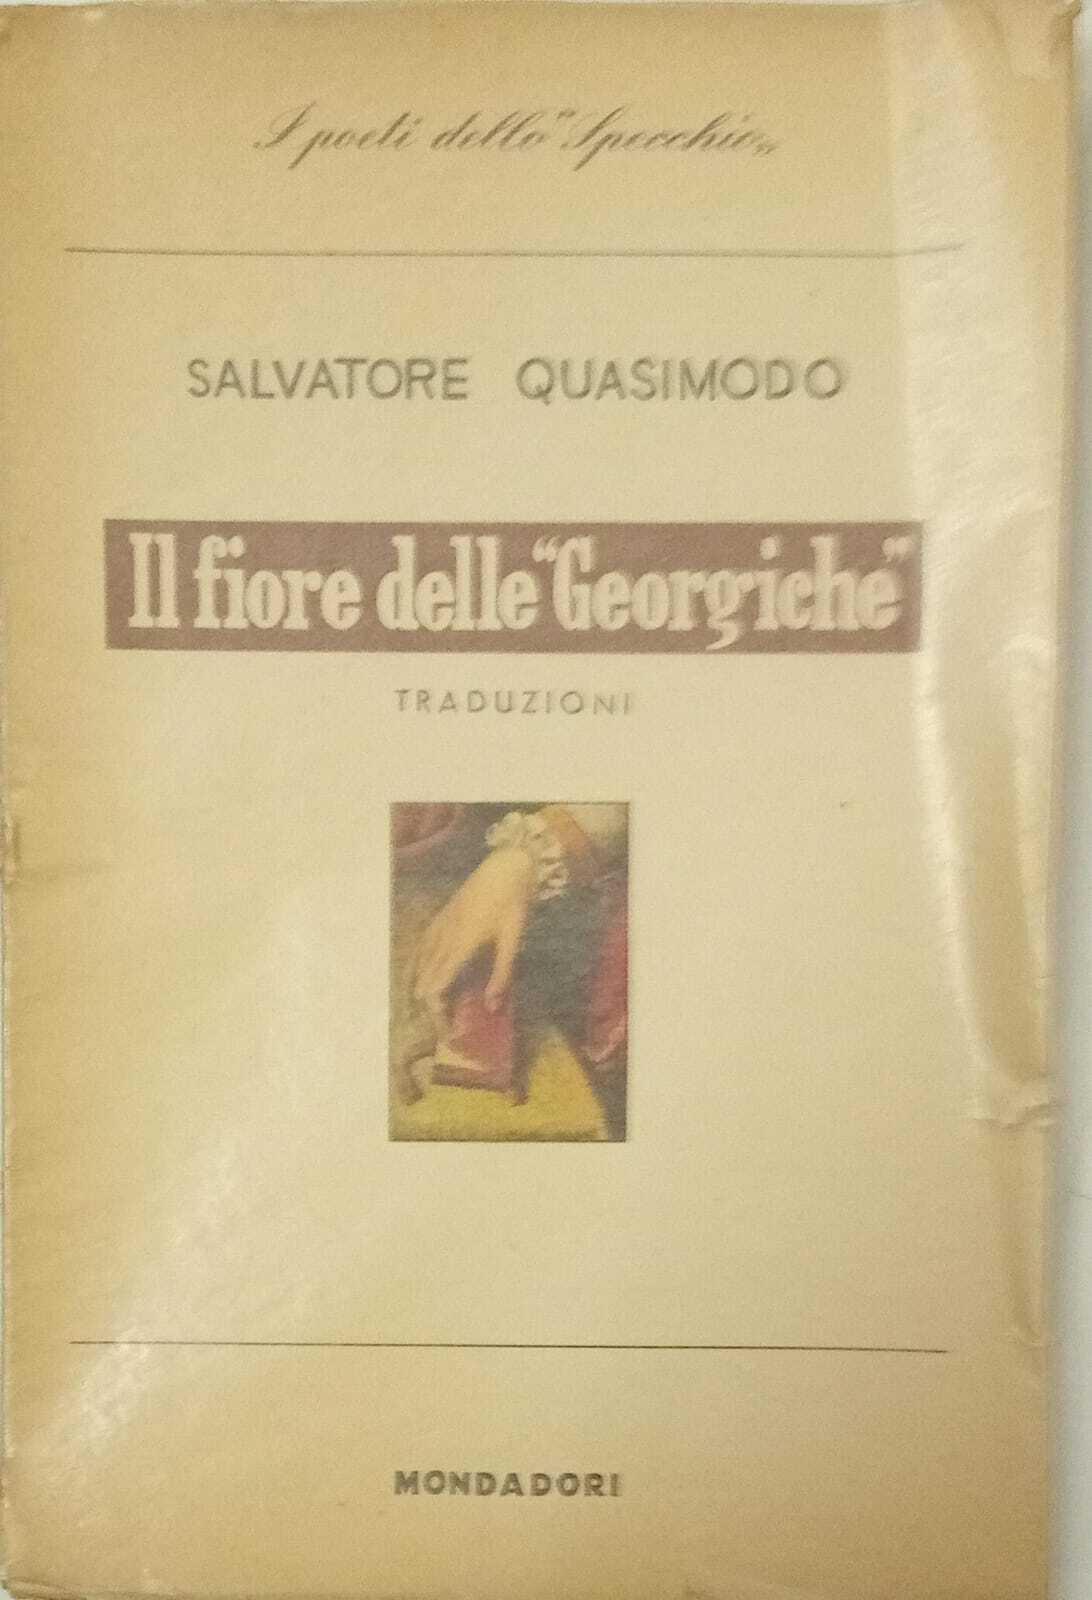 I poeti dello "Specchio„
SALVATORE QUASIMODO
Il fiore delle “Georgiche”
TRADUZIONI
MONDADORI